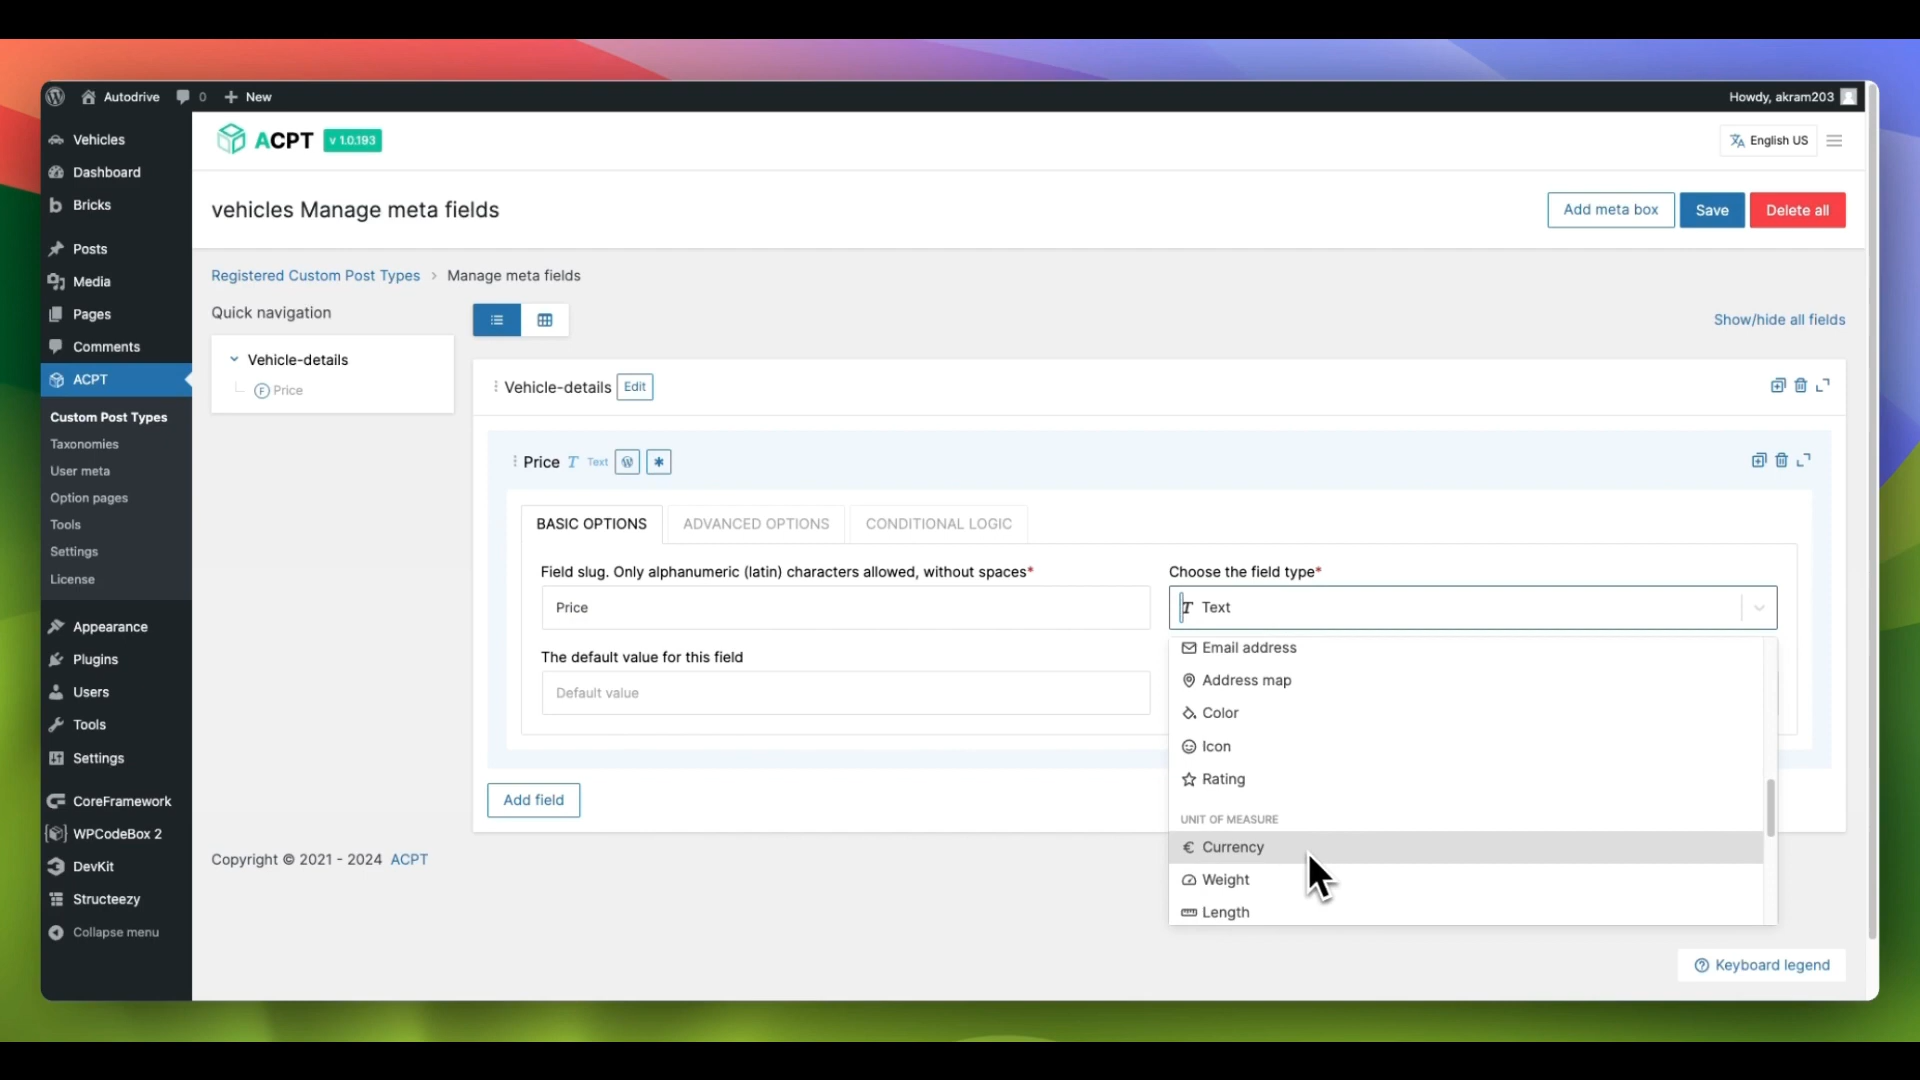 Autodrive
0
New
Howdy, akram203
Vehicles
Dashboard
Bricks
Posts
Media
Pages
Comments
ACPT
Custom Post Types
Taxonomies
User meta
Option pages
Tools
Settings
License
Appearance
Plugins
Users
Tools
Settings
CoreFramework
WPCodeBox 2
DevKit
Structeezy
Collapse menu
ACPT v 1.0.193
English US
vehicles Manage meta fields
Add meta box
Save
Delete all
Registered Custom Post Types > Manage meta fields
Quick navigation
Show/hide all fields
Vehicle-details
F Price
Vehicle-details Edit
Price T Text
BASIC OPTIONS
ADVANCED OPTIONS
CONDITIONAL LOGIC
Field slug. Only alphanumeric (latin) characters allowed, without spaces*
Price
Choose the field type*
T Text
The default value for this field
Default value
Email address
Address map
Color
Icon
Rating
UNIT OF MEASURE
€ Currency
Weight
Length
Add field
Copyright © 2021 - 2024 ACPT
Keyboard legend